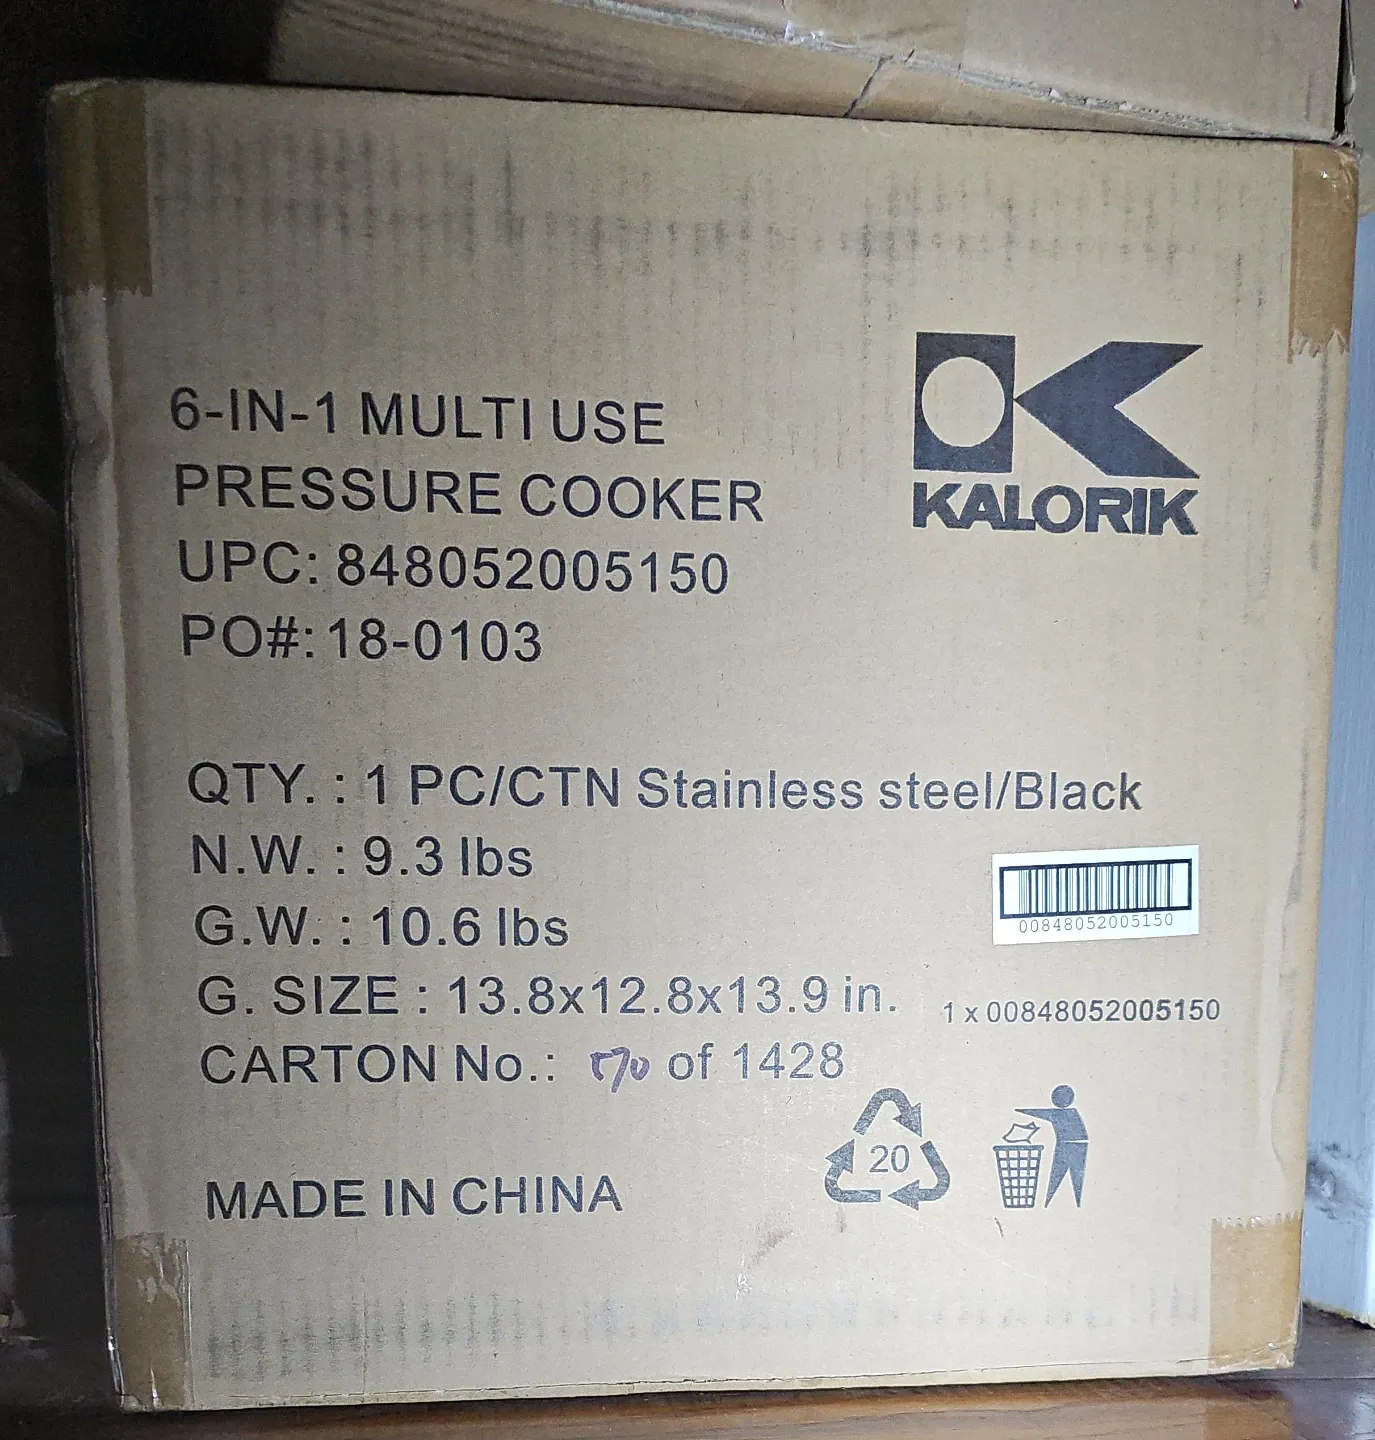 6-IN-1 MULTI USE
PRESSURE COOKER
UPC: 848052005150
PO#: 18-0103
KALORIK
QTY. : 1 PC/CTN Stainless steel/Black
N.W. : 9.3 lbs
G.W. : 10.6 lbs
G. SIZE : 13.8x12.8x13.9 in.
CARTON No.: 570 of 1428
00848052005150
1 x 00848052005150
20
MADE IN CHINA